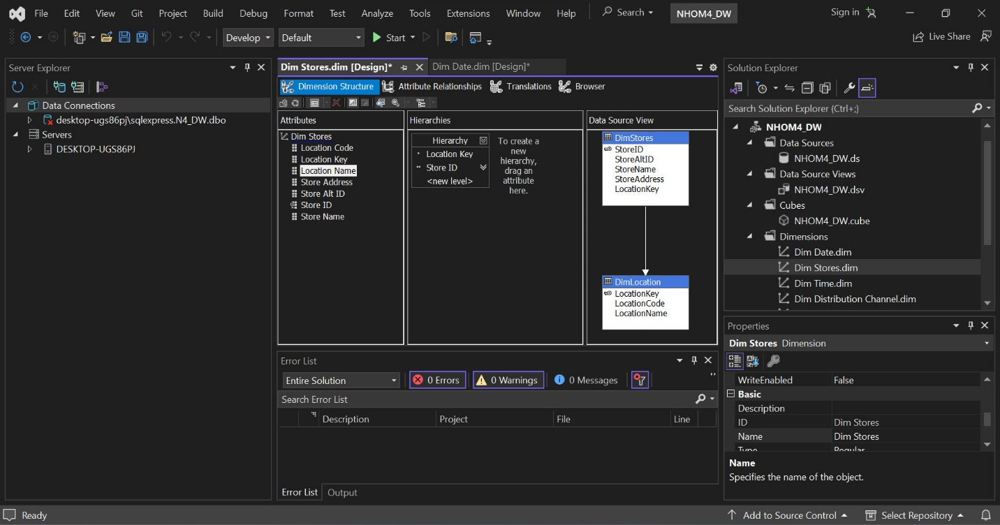 File Edit View Git Project Build Debug Format Test Analyze Tools Extensions Window Help Search NHOM4_DW Sign in
Develop Default Start Live Share
Server Explorer
Data Connections
desktop-ugs86pj\sqlexpress.N4_DW.dbo
Servers
DESKTOP-UGS86PJ
Dim Stores.dim [Design]* Dim Date.dim [Design]*
Dimension Structure Attribute Relationships Translations Browser
Attributes
Dim Stores
Location Code
Location Key
Location Name
Store Address
Store Alt ID
Store ID
Store Name
Hierarchies
Hierarchy
Location Key
Store ID
<new level>
To create a
new
hierarchy,
drag an
attribute
here.
Data Source View
DimStores
StoreID
StoreAltID
StoreName
StoreAddress
LocationKey
DimLocation
LocationKey
LocationCode
LocationName
Error List
Entire Solution 0 Errors 0 Warnings 0 Messages
Search Error List
Description Project File Line
Error List Output
Solution Explorer
Search Solution Explorer (Ctrl+;)
NHOM4_DW
Data Sources
NHOM4_DW.ds
Data Source Views
NHOM4_DW.dsv
Cubes
NHOM4_DW.cube
Dimensions
Dim Date.dim
Dim Stores.dim
Dim Time.dim
Dim Distribution Channel.dim
Properties
Dim Stores Dimension
WriteEnabled False
Basic
Description
ID Dim Stores
Name Dim Stores
Type Regular
Name
Specifies the name of the object.
Ready Add to Source Control Select Repository